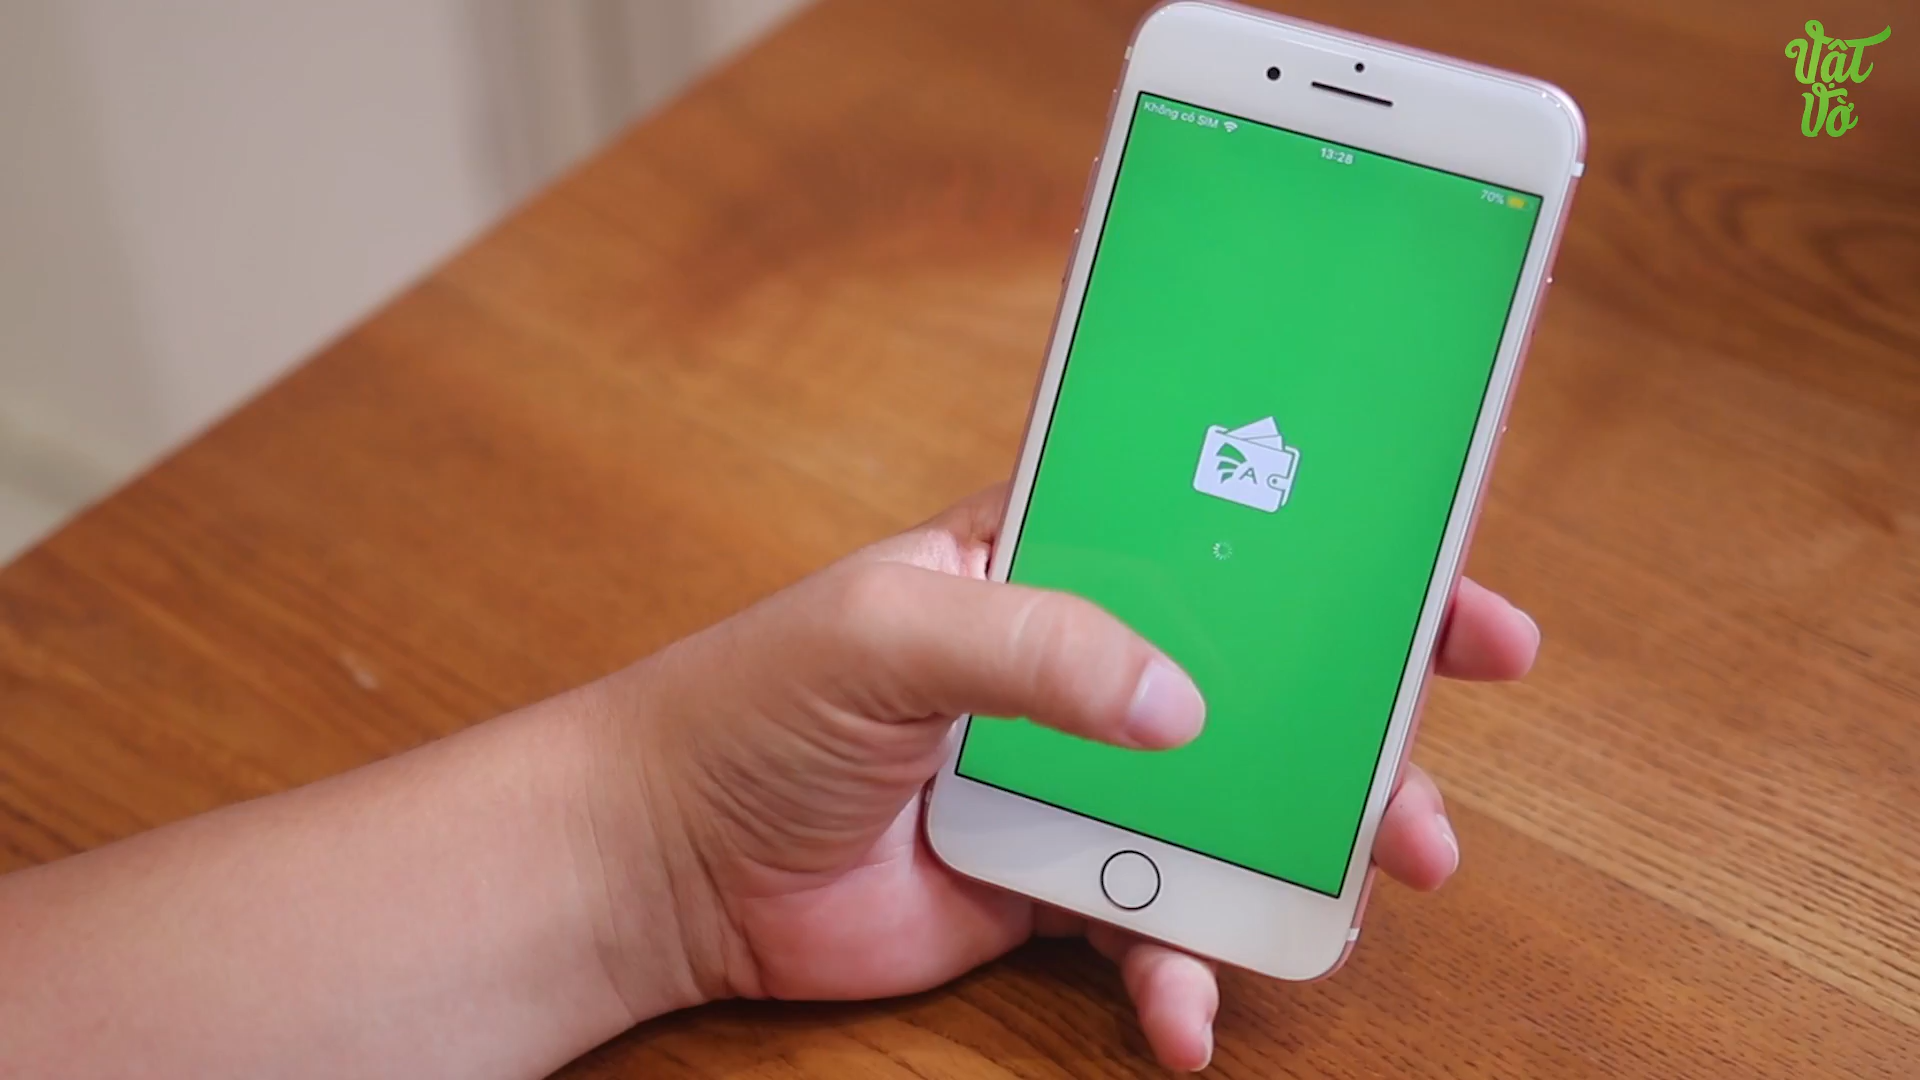 Vật
Vờ
Không có SIM
13:28
70%
A